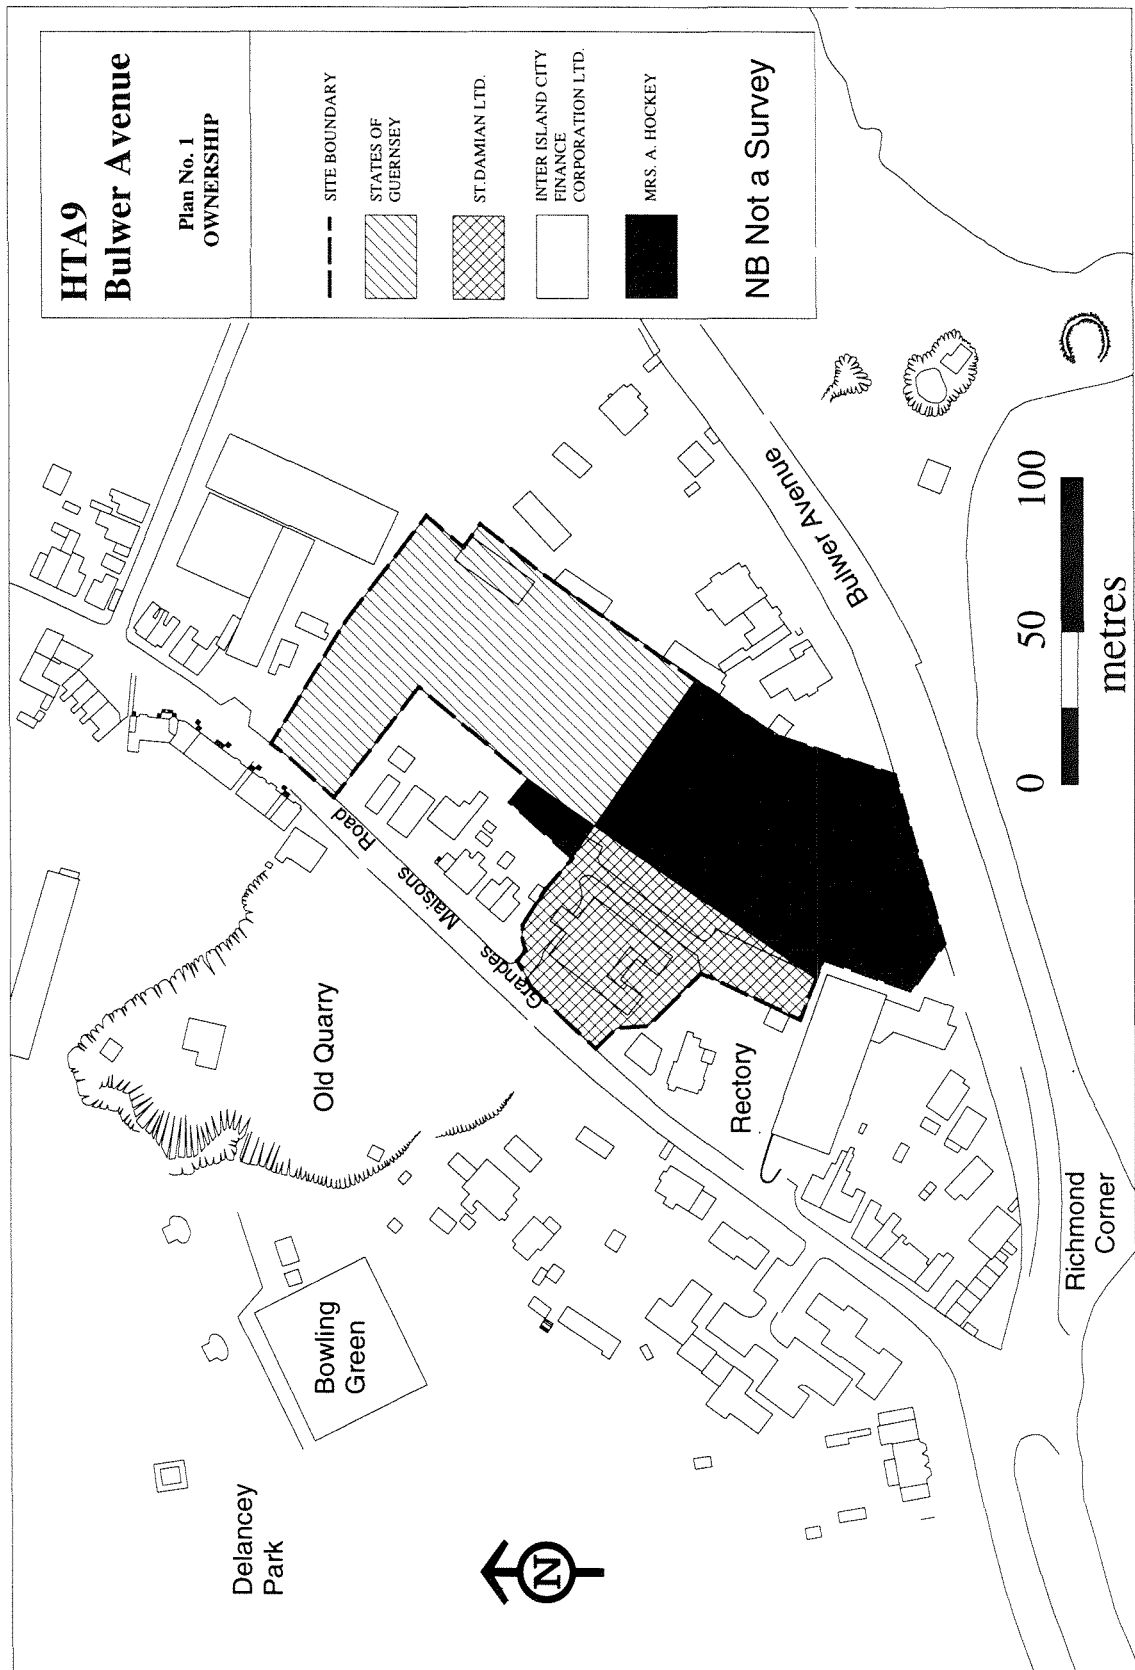 HTA9
Bulwer Avenue
Plan No. 1
OWNERSHIP
SITE BOUNDARY
STATES OF
GUERNSEY
ST.DAMIAN LTD.
INTER ISLAND CITY
FINANCE
CORPORATION LTD.
MRS. A. HOCKEY
NB Not a Survey
Delancey
Park
Bowling
Green
Old Quarry
Grandes Maisons Road
Rectory
Bulwer Avenue
Richmond
Corner
N
0 50 100
metres